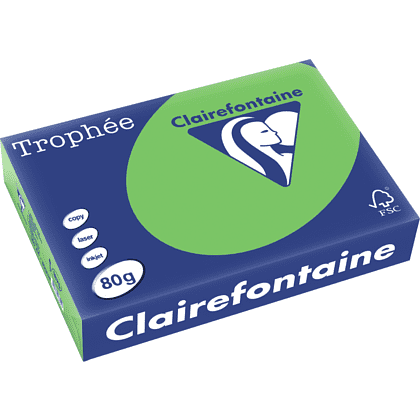 Trophée
Clairefontaine
copy
laser
inkjet
80g
FSC
Clairefontaine